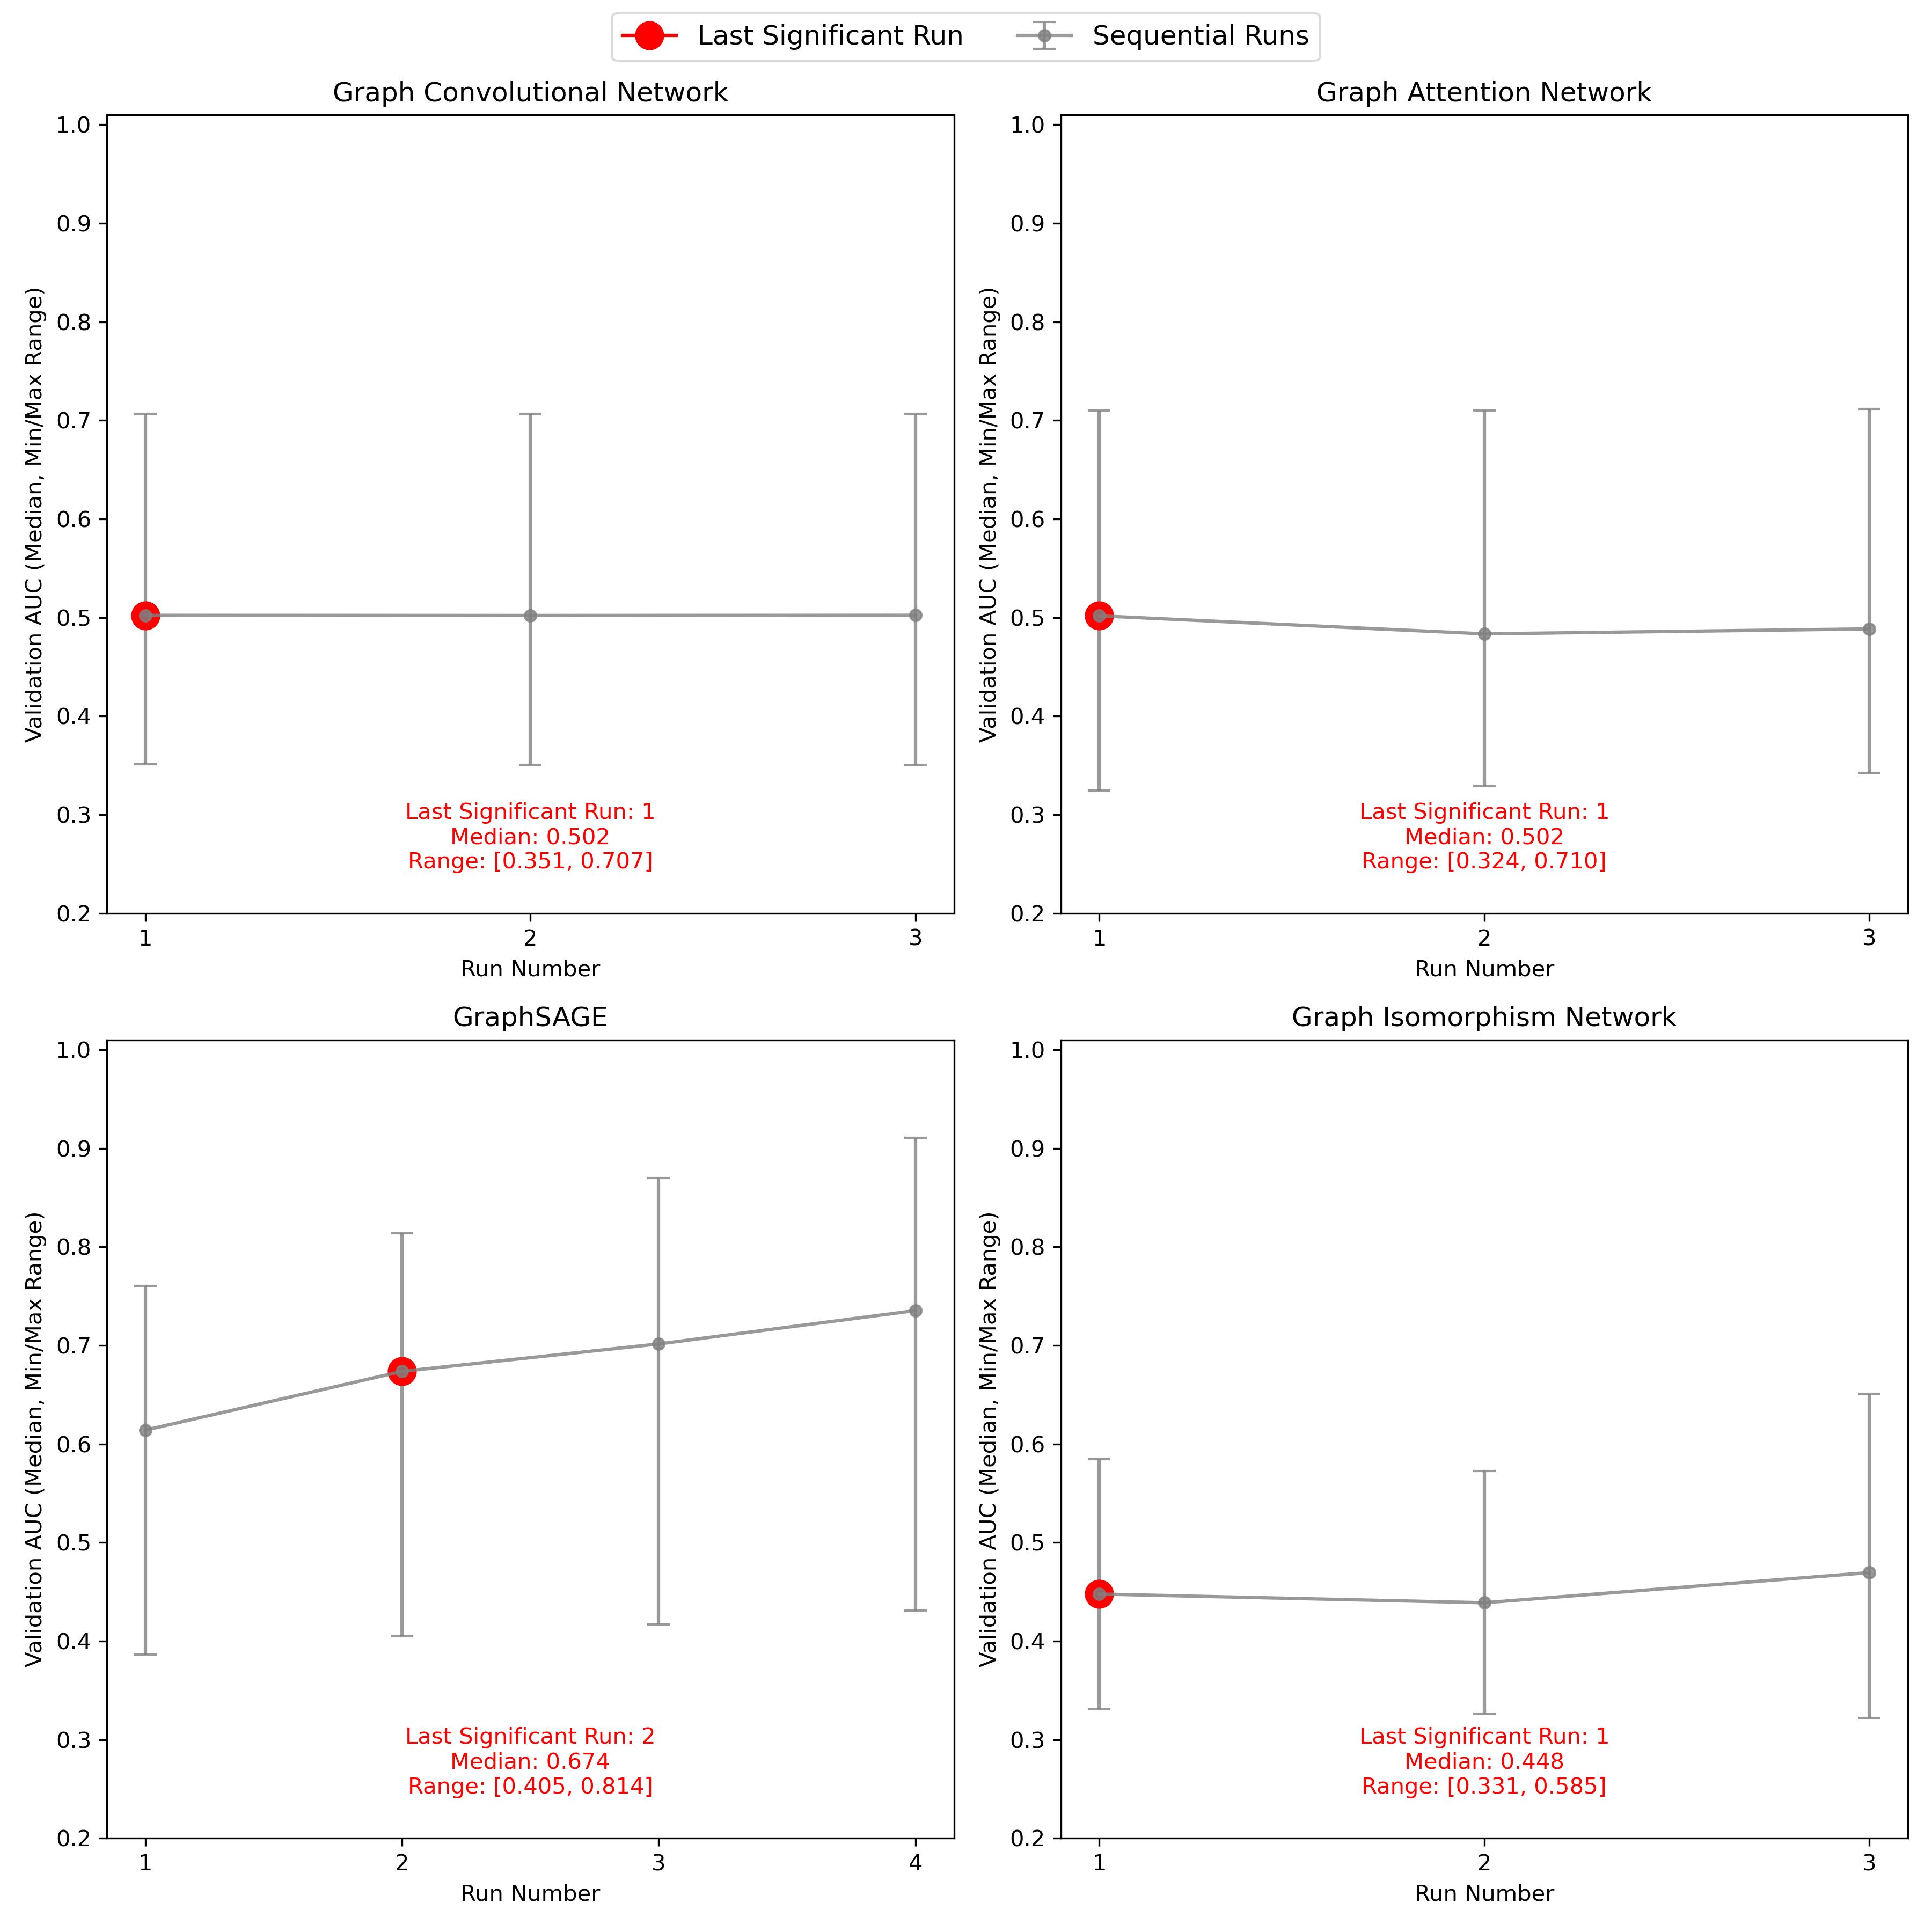 Last Significant Run
Sequential Runs
Graph Convolutional Network
Validation AUC (Median, Min/Max Range)
1.0
0.9
0.8
0.7
0.6
0.5
0.4
0.3
0.2
Last Significant Run: 1
Median: 0.502
Range: [0.351, 0.707]
1 2 3
Run Number
Graph Attention Network
Validation AUC (Median, Min/Max Range)
1.0
0.9
0.8
0.7
0.6
0.5
0.4
0.3
0.2
Last Significant Run: 1
Median: 0.502
Range: [0.324, 0.710]
1 2 3
Run Number
GraphSAGE
Validation AUC (Median, Min/Max Range)
1.0
0.9
0.8
0.7
0.6
0.5
0.4
0.3
0.2
Last Significant Run: 2
Median: 0.674
Range: [0.405, 0.814]
1 2 3 4
Run Number
Graph Isomorphism Network
Validation AUC (Median, Min/Max Range)
1.0
0.9
0.8
0.7
0.6
0.5
0.4
0.3
0.2
Last Significant Run: 1
Median: 0.448
Range: [0.331, 0.585]
1 2 3
Run Number